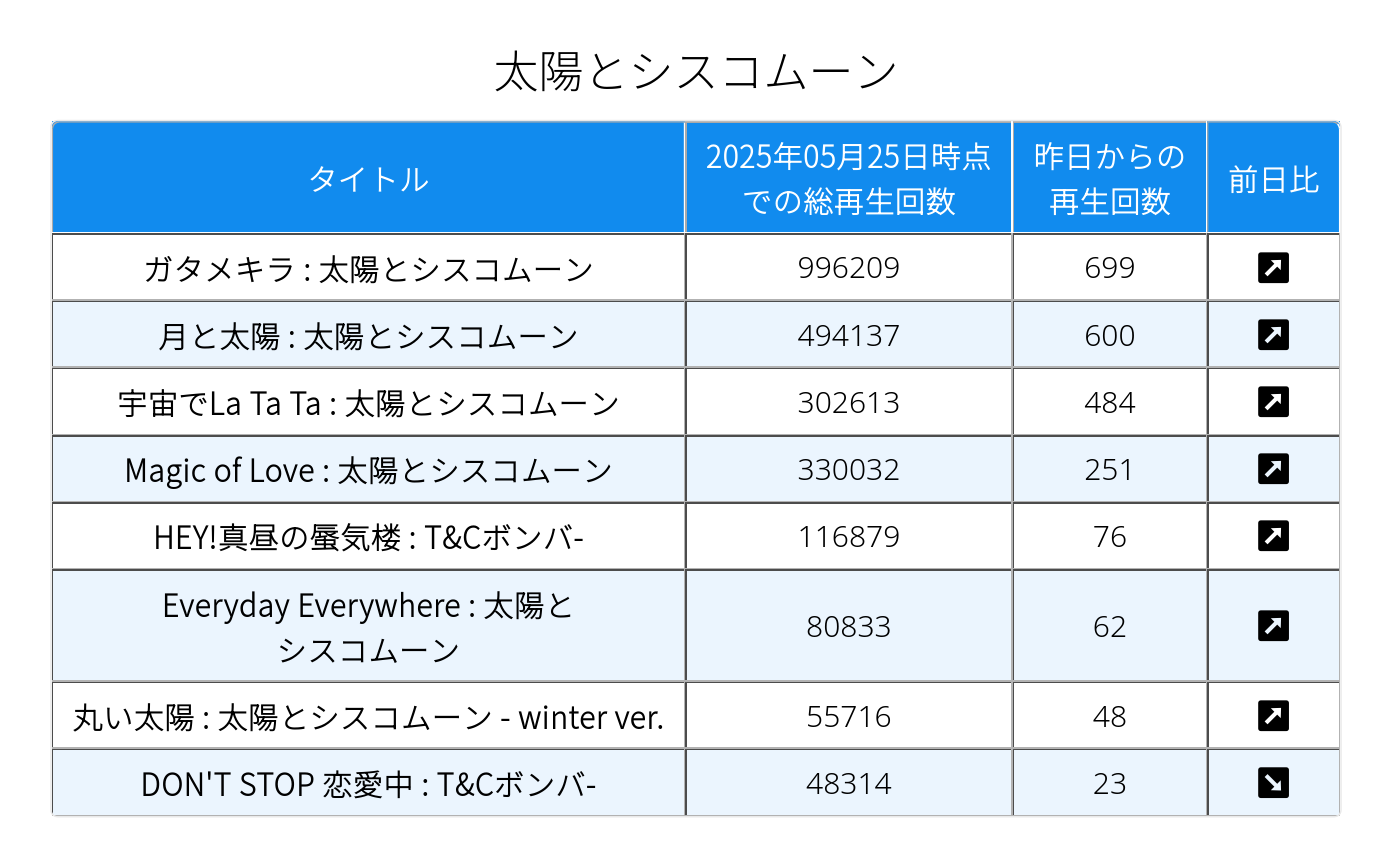 太陽とシスコムーン
タイトル
2025年05月25日時点
での総再生回数
昨日からの
再生回数
前日比
ガタメキラ : 太陽とシスコムーン 996209 699
月と太陽 : 太陽とシスコムーン 494137 600
宇宙でLa Ta Ta : 太陽とシスコムーン 302613 484
Magic of Love : 太陽とシスコムーン 330032 251
HEY!真昼の蜃気楼 : T&Cボンバ- 116879 76
Everyday Everywhere : 太陽と
シスコムーン 80833 62
丸い太陽 : 太陽とシスコムーン - winter ver. 55716 48
DON'T STOP 恋愛中 : T&Cボンバ- 48314 23